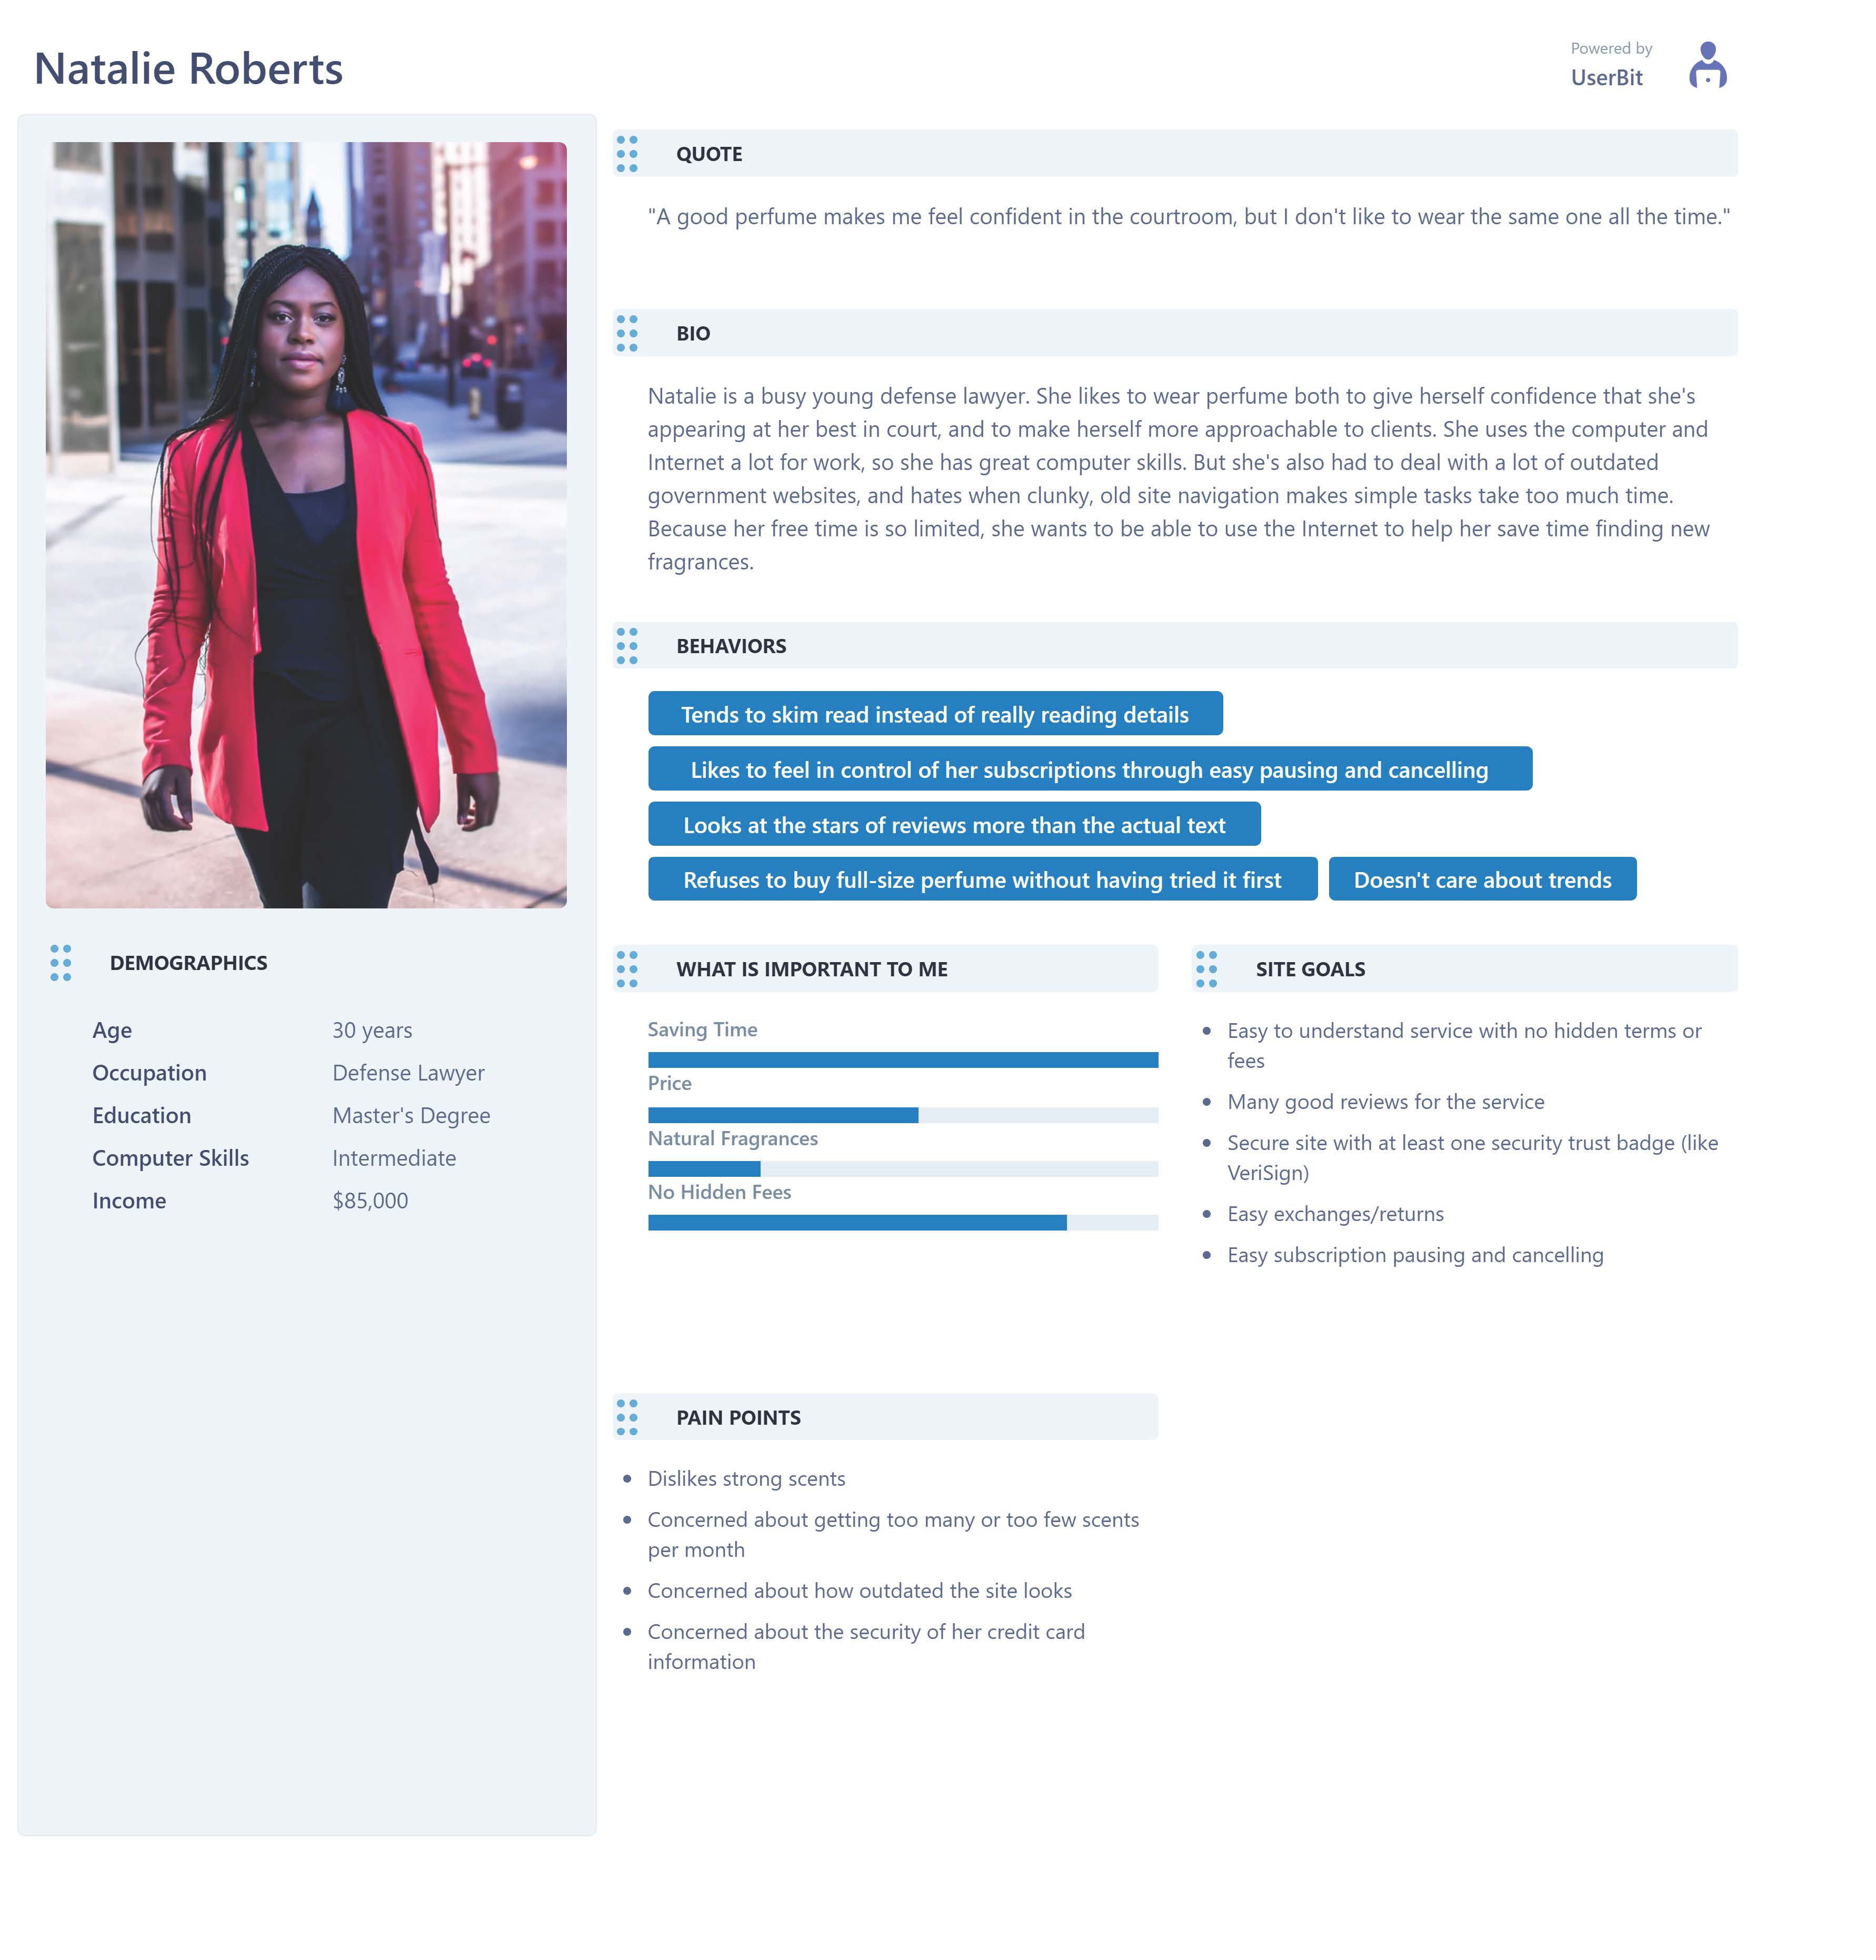 Natalie Roberts
Powered by
UserBit
QUOTE
"A good perfume makes me feel confident in the courtroom, but I don't like to wear the same one all the time."
BIO
Natalie is a busy young defense lawyer. She likes to wear perfume both to give herself confidence that she's
appearing at her best in court, and to make herself more approachable to clients. She uses the computer and
Internet a lot for work, so she has great computer skills. But she's also had to deal with a lot of outdated
government websites, and hates when clunky, old site navigation makes simple tasks take too much time.
Because her free time is so limited, she wants to be able to use the Internet to help her save time finding new
fragrances.
BEHAVIORS
Tends to skim read instead of really reading details
Likes to feel in control of her subscriptions through easy pausing and cancelling
Looks at the stars of reviews more than the actual text
Refuses to buy full-size perfume without having tried it first
Doesn't care about trends
DEMOGRAPHICS
Age 30 years
Occupation Defense Lawyer
Education Master's Degree
Computer Skills Intermediate
Income $85,000
WHAT IS IMPORTANT TO ME
Saving Time
Price
Natural Fragrances
No Hidden Fees
SITE GOALS
Easy to understand service with no hidden terms or
fees
Many good reviews for the service
Secure site with at least one security trust badge (like
VeriSign)
Easy exchanges/returns
Easy subscription pausing and cancelling
PAIN POINTS
Dislikes strong scents
Concerned about getting too many or too few scents
per month
Concerned about how outdated the site looks
Concerned about the security of her credit card
information